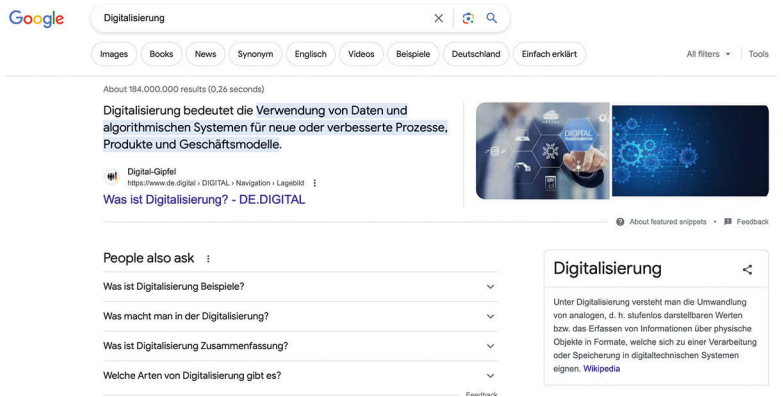 Google
Digitalisierung
Images
Books
News
Synonym
Englisch
Videos
Beispiele
Deutschland
Einfach erklärt
All filters
Tools
About 184.000.000 results (0,26 seconds)
Digitalisierung bedeutet die Verwendung von Daten und
algorithmischen Systemen für neue oder verbesserte Prozesse,
Produkte und Geschäftsmodelle.
DIGITAL
Digital-Gipfel
https://www.de.digital › DIGITAL › Navigation › Lagebild
Was ist Digitalisierung? - DE.DIGITAL
About featured snippets • Feedback
People also ask
Was ist Digitalisierung Beispiele?
Was macht man in der Digitalisierung?
Was ist Digitalisierung Zusammenfassung?
Welche Arten von Digitalisierung gibt es?
Feedback
Digitalisierung
Unter Digitalisierung versteht man die Umwandlung
von analogen, d. h. stufenlos darstellbaren Werten
bzw. das Erfassen von Informationen über physische
Objekte in Formate, welche sich zu einer Verarbeitung
oder Speicherung in digitaltechnischen Systemen
eignen. Wikipedia